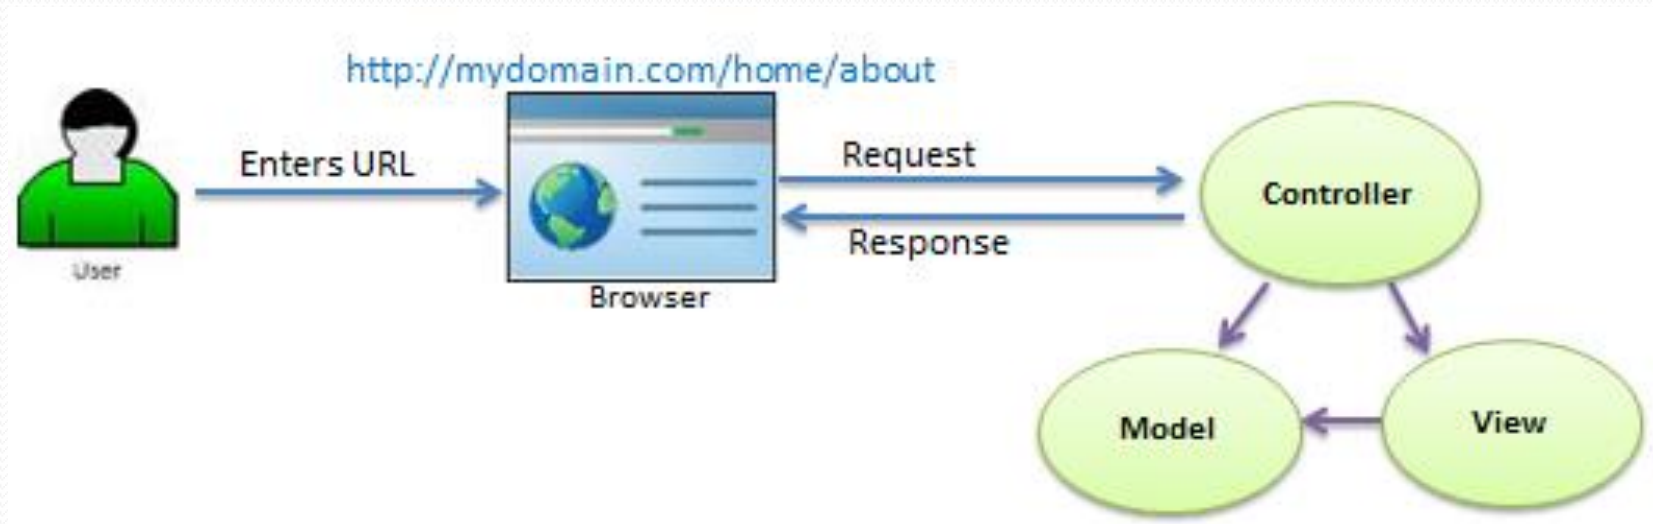 http://mydomain.com/home/about
Enters URL
Request
Controller
Response
User
Browser
Model
View